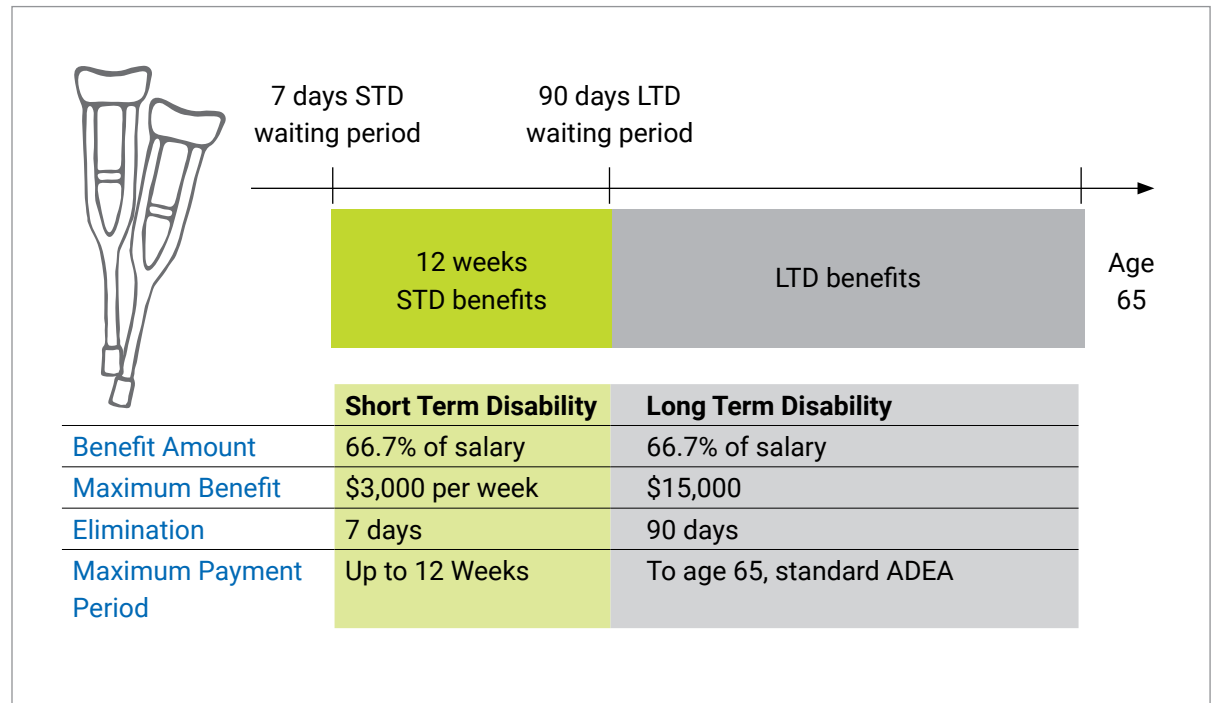 7 days STD
waiting period
90 days LTD
waiting period
12 weeks
STD benefits
LTD benefits
Age
65
Short Term Disability Long Term Disability
Benefit Amount 66.7% of salary 66.7% of salary
Maximum Benefit $3,000 per week $15,000
Elimination 7 days 90 days
Maximum Payment Up to 12 Weeks To age 65, standard ADEA
Period